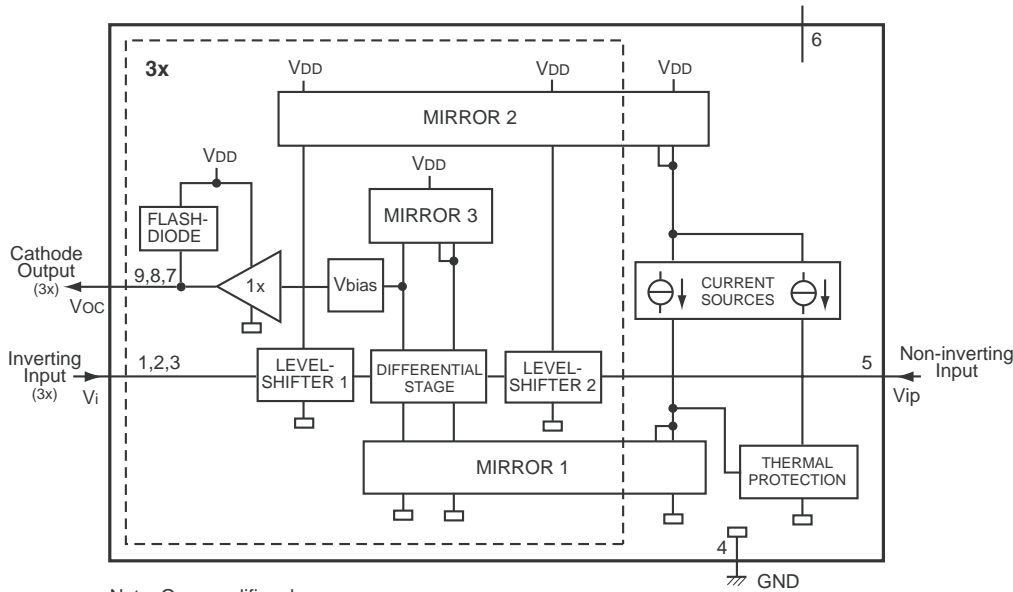 6
3x
VDD
VDD
VDD
MIRROR 2
VDD
VDD
MIRROR 3
FLASH-
DIODE
Cathode
Output
(3x)
VOC
9,8,7
1x
Vbias
CURRENT
SOURCES
Inverting
Input
(3x)
Vi
1,2,3
LEVEL-
SHIFTER 1
DIFFERENTIAL
STAGE
LEVEL-
SHIFTER 2
5
Non-inverting
Input
Vip
MIRROR 1
THERMAL
PROTECTION
4
GND